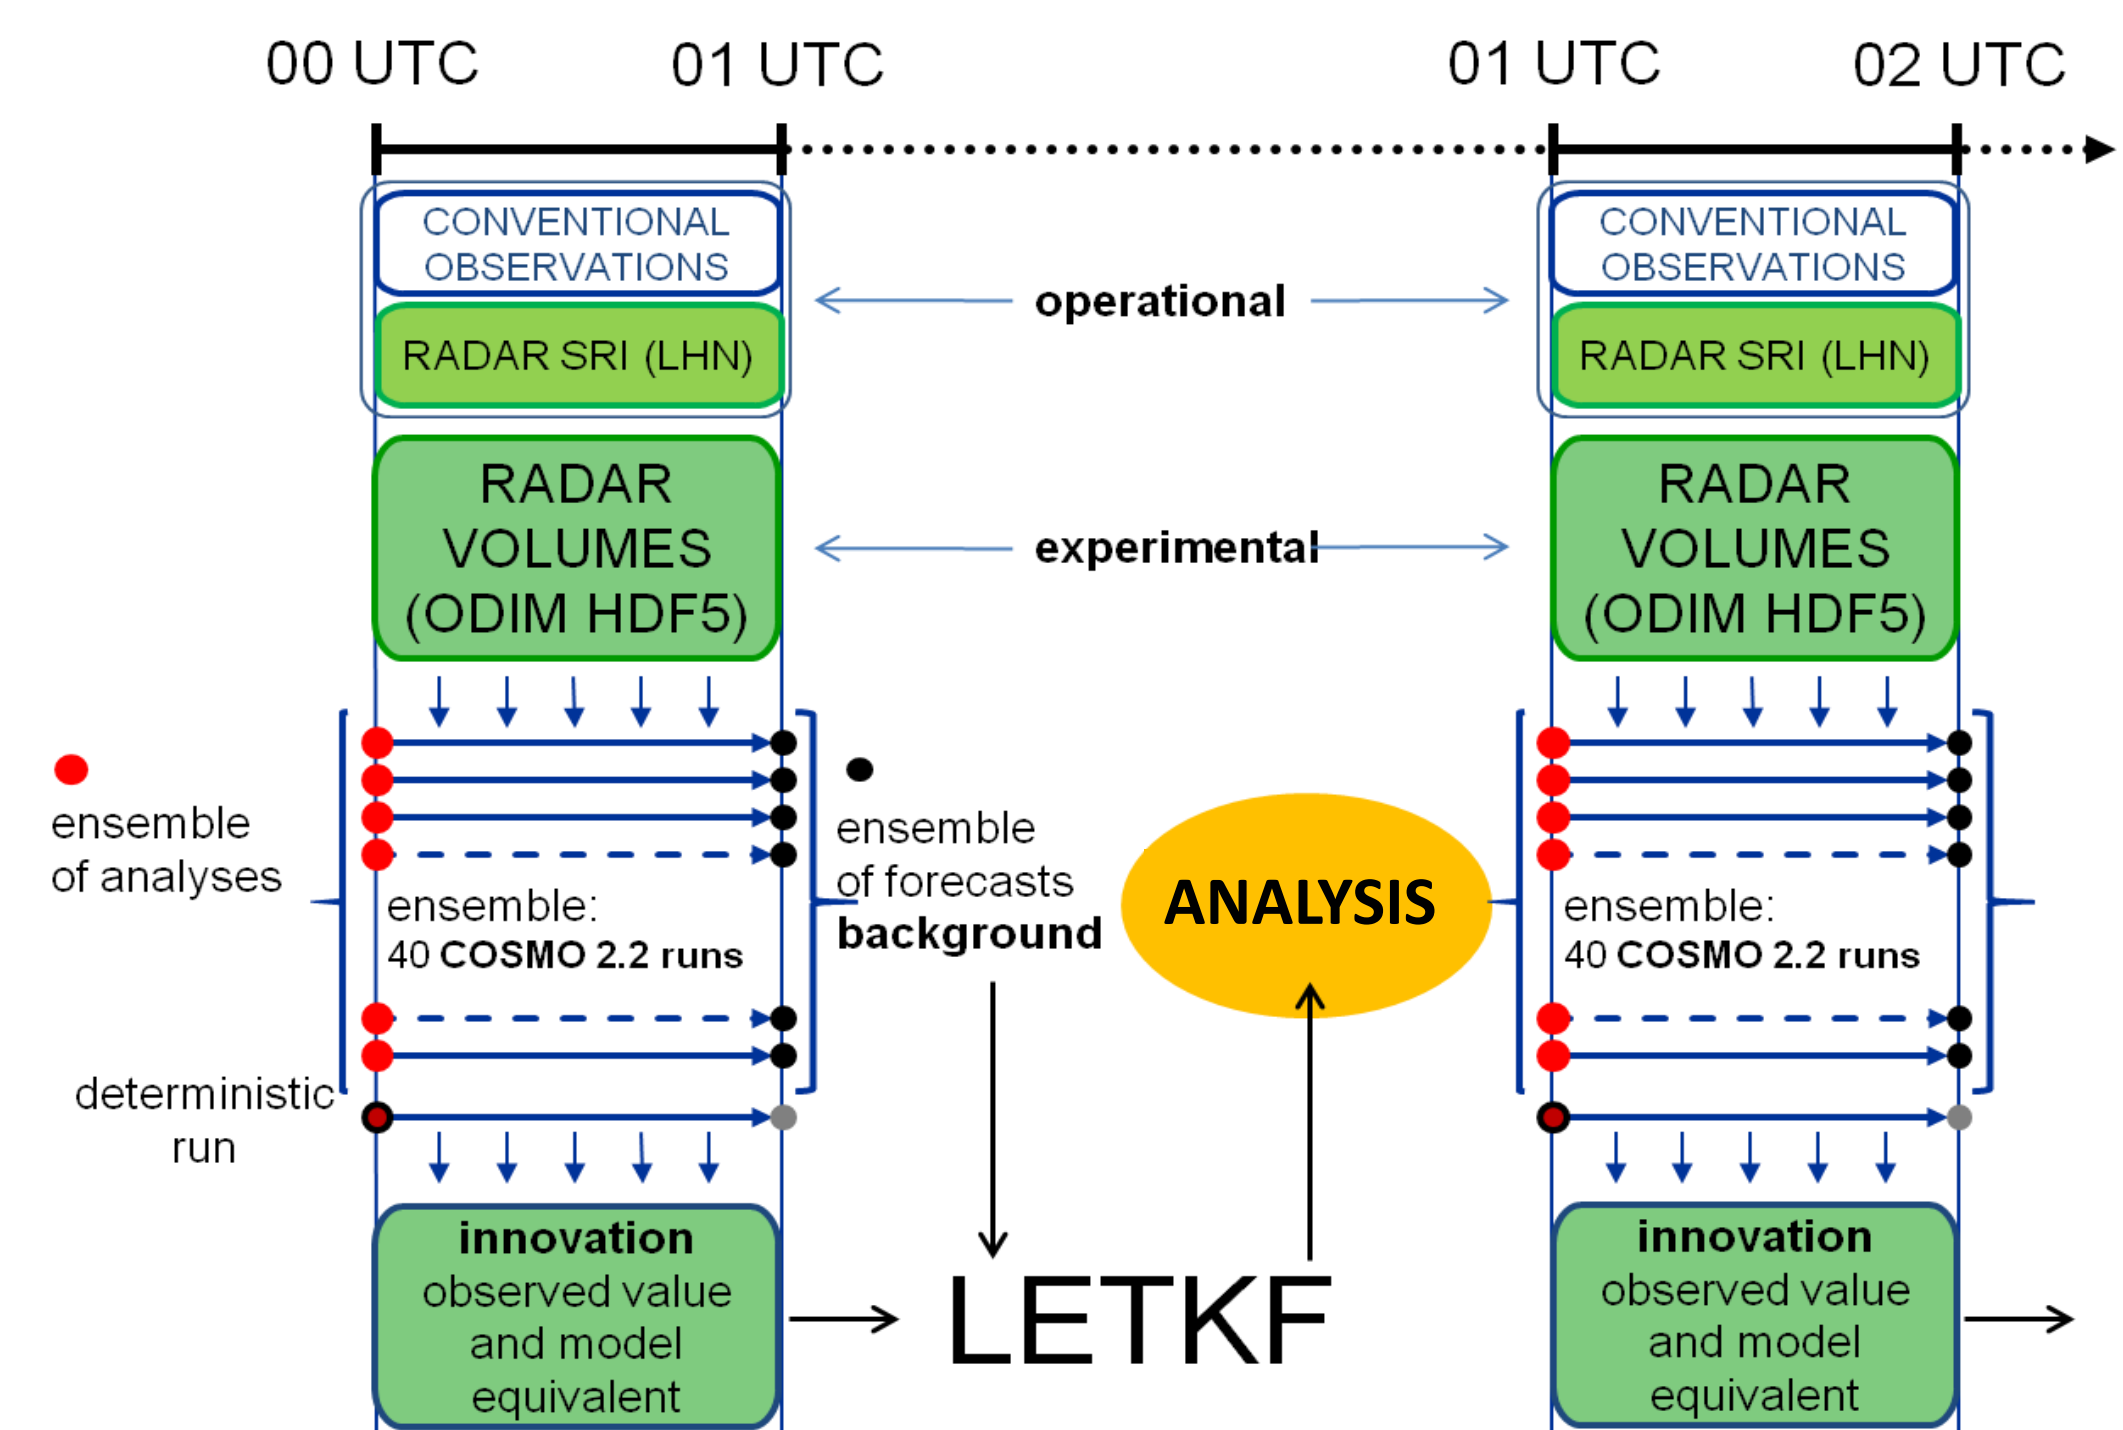 00 UTC
01 UTC
01 UTC
02 UTC
CONVENTIONAL
OBSERVATIONS
RADAR SRI (LHN)
operational
CONVENTIONAL
OBSERVATIONS
RADAR SRI (LHN)
RADAR
VOLUMES
(ODIM HDF5)
experimental
RADAR
VOLUMES
(ODIM HDF5)
ensemble
of analyses
ensemble:
40 COSMO 2.2 runs
deterministic
run
ensemble
of forecasts
background
ANALYSIS
ensemble:
40 COSMO 2.2 runs
innovation
observed value
and model
equivalent
LETKF
innovation
observed value
and model
equivalent